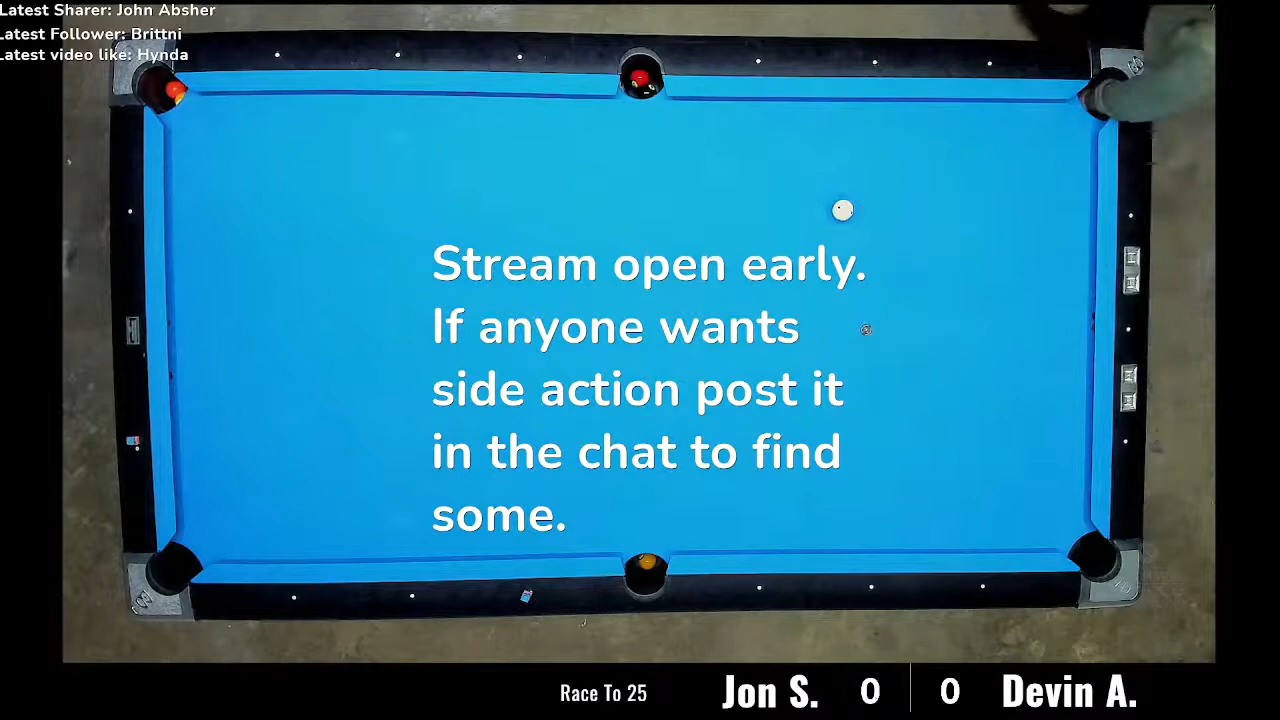 Latest Sharer: John Absher
Latest Follower: Brittni
Latest video like: Hynda
Stream open early.
If anyone wants
side action post it
in the chat to find
some.
Race To 25 Jon S. 0 0 Devin A.